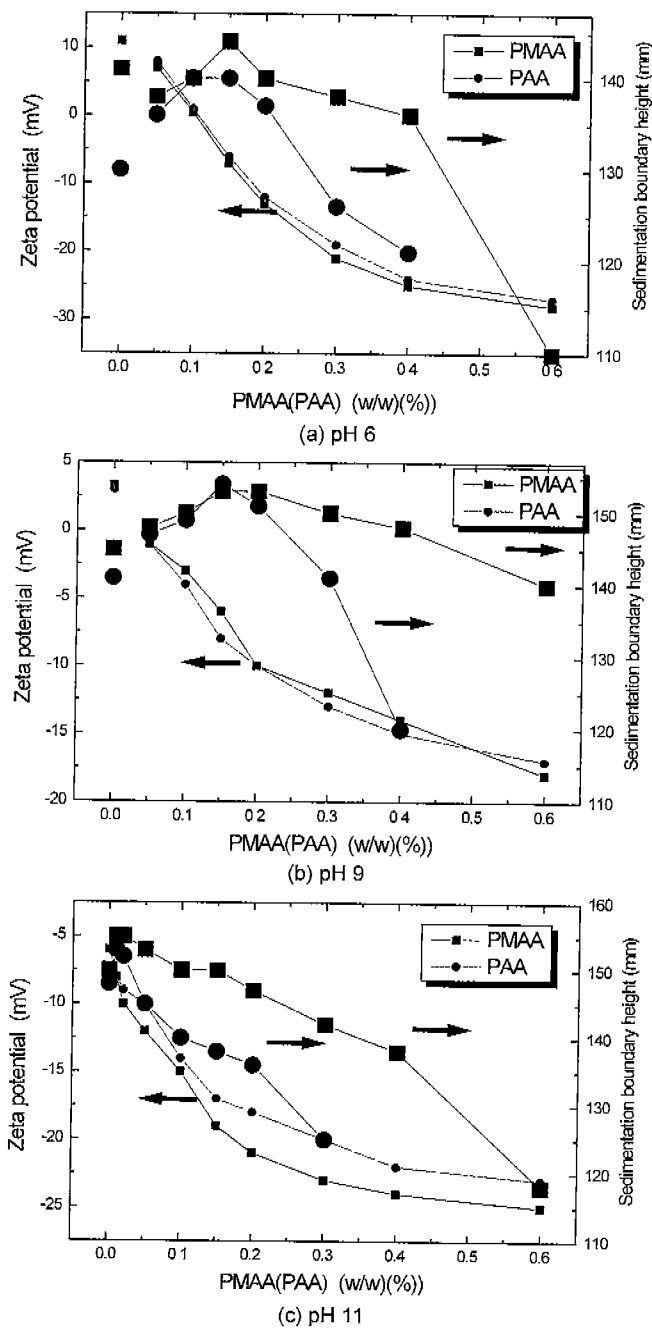 10
0
-10
-20
-30
Zeta potential (mV)
PMAA
PAA
140
130
120
110
Sedimentation boundary height (mm)
0.0 0.1 0.2 0.3 0.4 0.5 0.6
PMAA(PAA) (w/w)(%))
(a) pH 6
5
0
-5
-10
-15
-20
Zeta potential (mV)
PMAA
PAA
150
140
130
120
110
Sedimentation boundary height (mm)
0.0 0.1 0.2 0.3 0.4 0.5 0.6
PMAA(PAA) (w/w)(%))
(b) pH 9
-5
-10
-15
-20
-25
Zeta potential (mV)
PMAA
PAA
160
150
140
130
120
110
Sedimentation boundary height (mm)
0.0 0.1 0.2 0.3 0.4 0.5 0.6
PMAA(PAA) (w/w)(%))
(c) pH 11